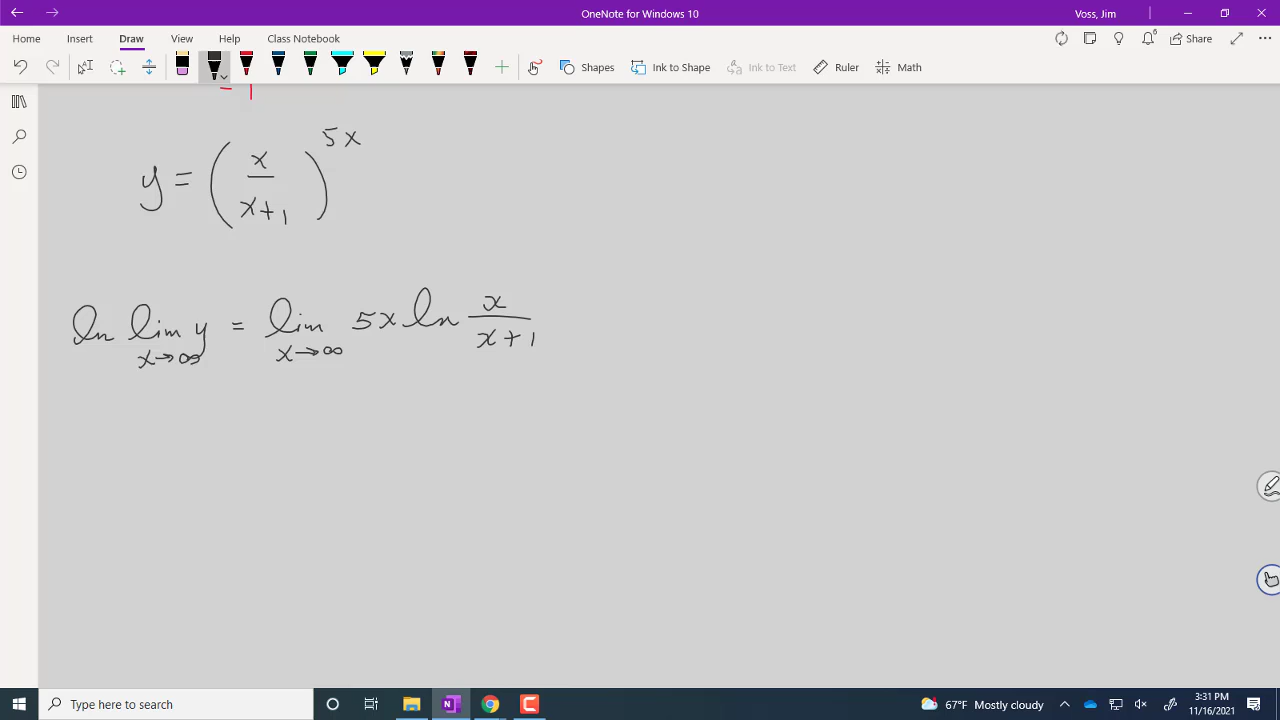 OneNote for Windows 10
Voss, Jim
Home Insert Draw View Help Class Notebook
Share
Shapes Ink to Shape Ink to Text Ruler Math
y = (x/(x+1))^5x
ln lim x→∞ y = lim x→∞ 5x ln x/(x+1)
Type here to search
67°F Mostly cloudy
3:31 PM
11/16/2021